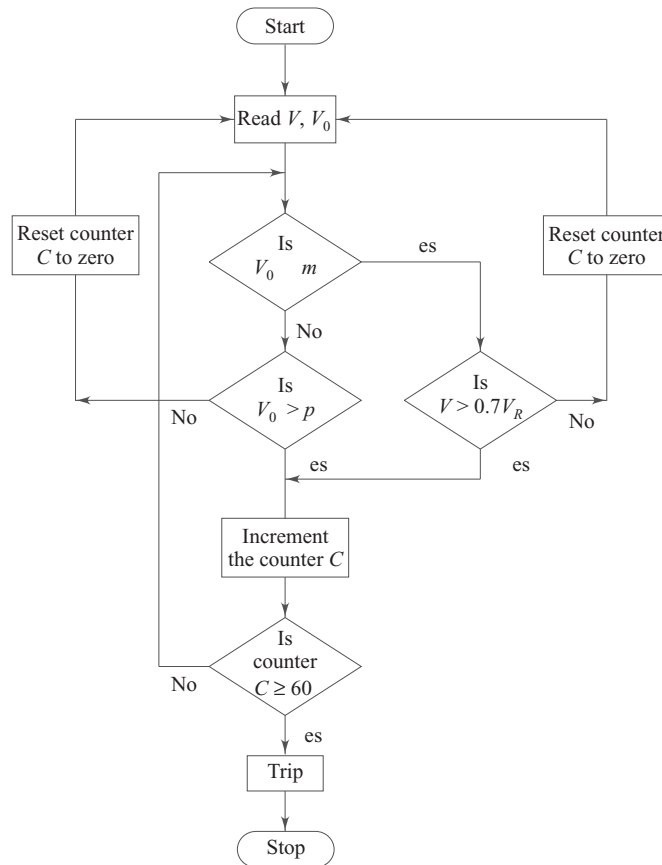 Start
Read V, V₀
Reset counter
C to zero
Is
V₀ m
es
Reset counter
C to zero
No
Is
V₀ > p
No
Is
V > 0.7V_R
No
es
es
Increment
the counter C
Is
counter
C ≥ 60
No
es
Trip
Stop